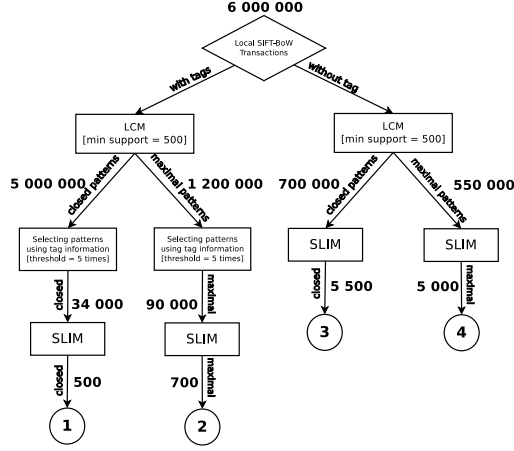 6 000 000
Local SIFT-BoW
Transactions
with tags
without tag
LCM
[min support = 500]
LCM
[min support = 500]
5 000 000
closed patterns
maximal patterns
1 200 000
700 000
closed patterns
maximal patterns
550 000
Selecting patterns
using tag information
[threshold = 5 times]
Selecting patterns
using tag information
[threshold = 5 times]
SLIM
SLIM
closed
34 000
90 000
maximal
closed
5 500
5 000
maximal
SLIM
SLIM
3
4
closed
500
700
maximal
1
2